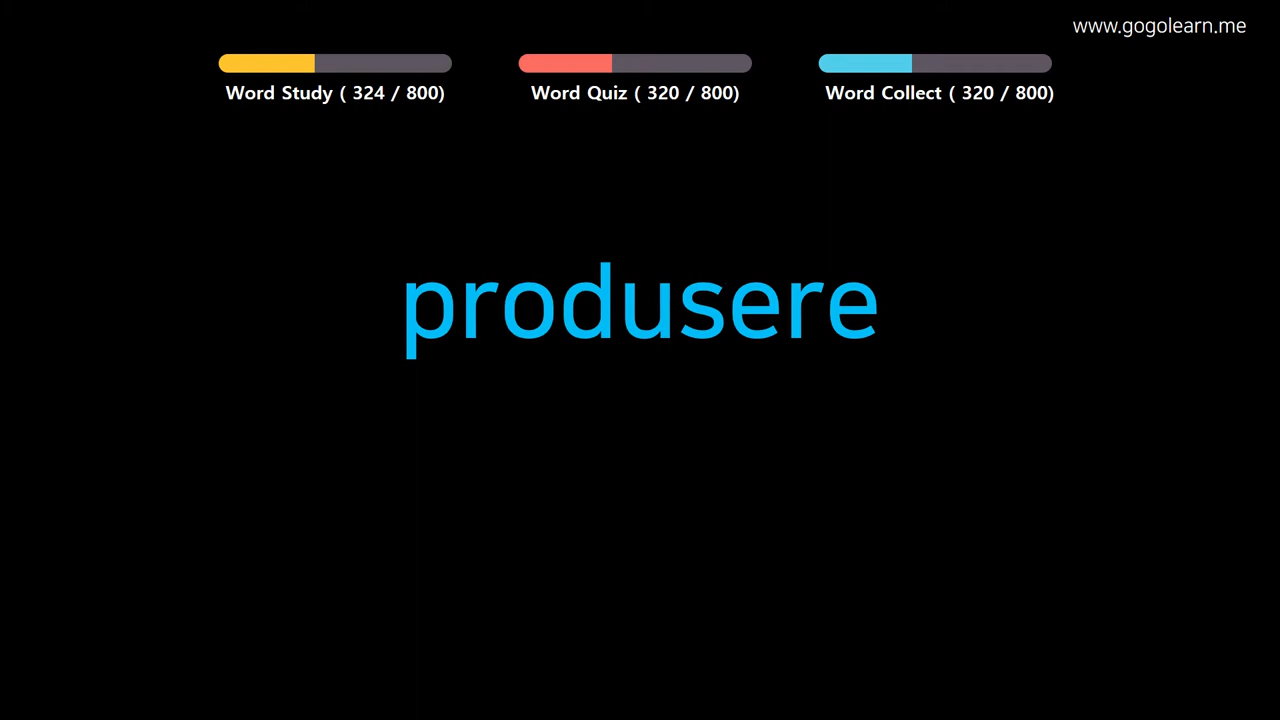 www.gogolearn.me
Word Study ( 324 / 800)
Word Quiz ( 320 / 800)
Word Collect ( 320 / 800)
produsere